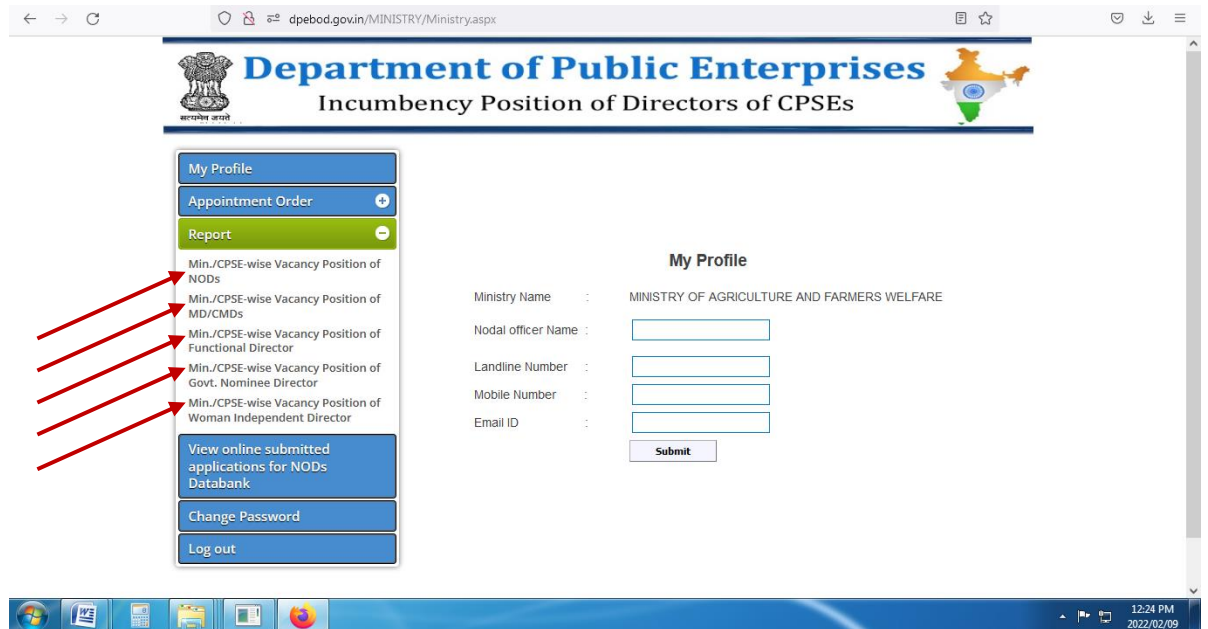 dpebod.gov.in/MINISTRY/Ministry.aspx
Department of Public Enterprises
Incumbency Position of Directors of CPSEs
सत्यमेव जयते
My Profile
Appointment Order
Report
Min./CPSE-wise Vacancy Position of
NODs
Min./CPSE-wise Vacancy Position of
MD/CMDs
Min./CPSE-wise Vacancy Position of
Functional Director
Min./CPSE-wise Vacancy Position of
Govt. Nominee Director
Min./CPSE-wise Vacancy Position of
Woman Independent Director
View online submitted
applications for NODs
Databank
Change Password
Log out
My Profile
Ministry Name : MINISTRY OF AGRICULTURE AND FARMERS WELFARE
Nodal officer Name :
Landline Number :
Mobile Number :
Email ID :
Submit
12:24 PM
2022/02/09